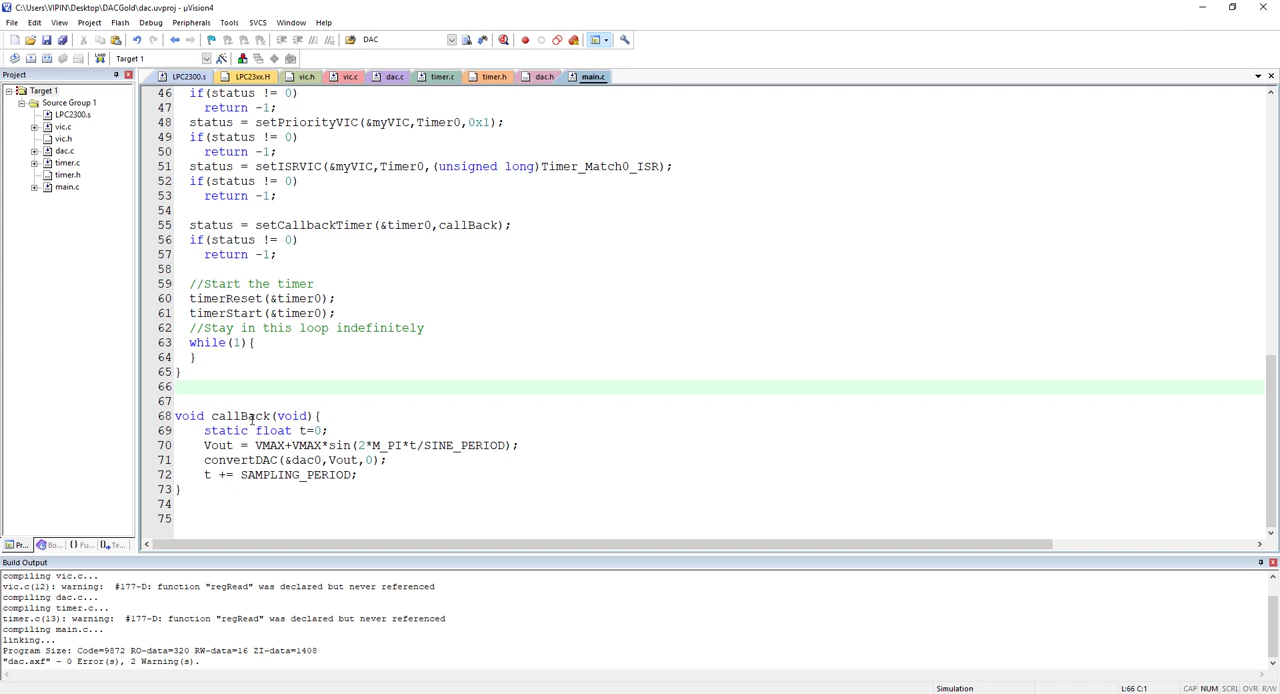 C:\Users\VIPIN\Desktop\DACGold\dac.uvproj - µVision4
File Edit View Project Flash Debug Peripherals Tools SVCS Window Help
DAC
Target 1
Project
LPC2300.s LPC23xx.H vic.h vic.c dac.c timer.c timer.h dac.h main.c
Target 1
Source Group 1
LPC2300.s
vic.c
vic.h
dac.c
timer.c
timer.h
main.c
46 if(status != 0)
47 return -1;
48 status = setPriorityVIC(&myVIC,Timer0,0x1);
49 if(status != 0)
50 return -1;
51 status = setISRVIC(&myVIC,Timer0,(unsigned long)Timer_Match0_ISR);
52 if(status != 0)
53 return -1;
54
55 status = setCallbackTimer(&timer0,callBack);
56 if(status != 0)
57 return -1;
58
59 //Start the timer
60 timerReset(&timer0);
61 timerStart(&timer0);
62 //Stay in this loop indefinitely
63 while(1){
64 }
65 }
66
67
68 void callBack(void){
69 static float t=0;
70 Vout = VMAX+VMAX*sin(2*M_PI*t/SINE_PERIOD);
71 convertDAC(&dac0,Vout,0);
72 t += SAMPLING_PERIOD;
73 }
74
75
Pr... Bo... {} Fu... Te...
Build Output
compiling vic.c...
vic.c(12): warning: #177-D: function "regRead" was declared but never referenced
compiling dac.c...
compiling timer.c...
timer.c(13): warning: #177-D: function "regRead" was declared but never referenced
compiling main.c...
linking...
Program Size: Code=9872 RO-data=320 RW-data=16 ZI-data=1408
"dac.axf" - 0 Error(s), 2 Warning(s).
Simulation L:66 C:1 CAP NUM SCRL OVR R/W